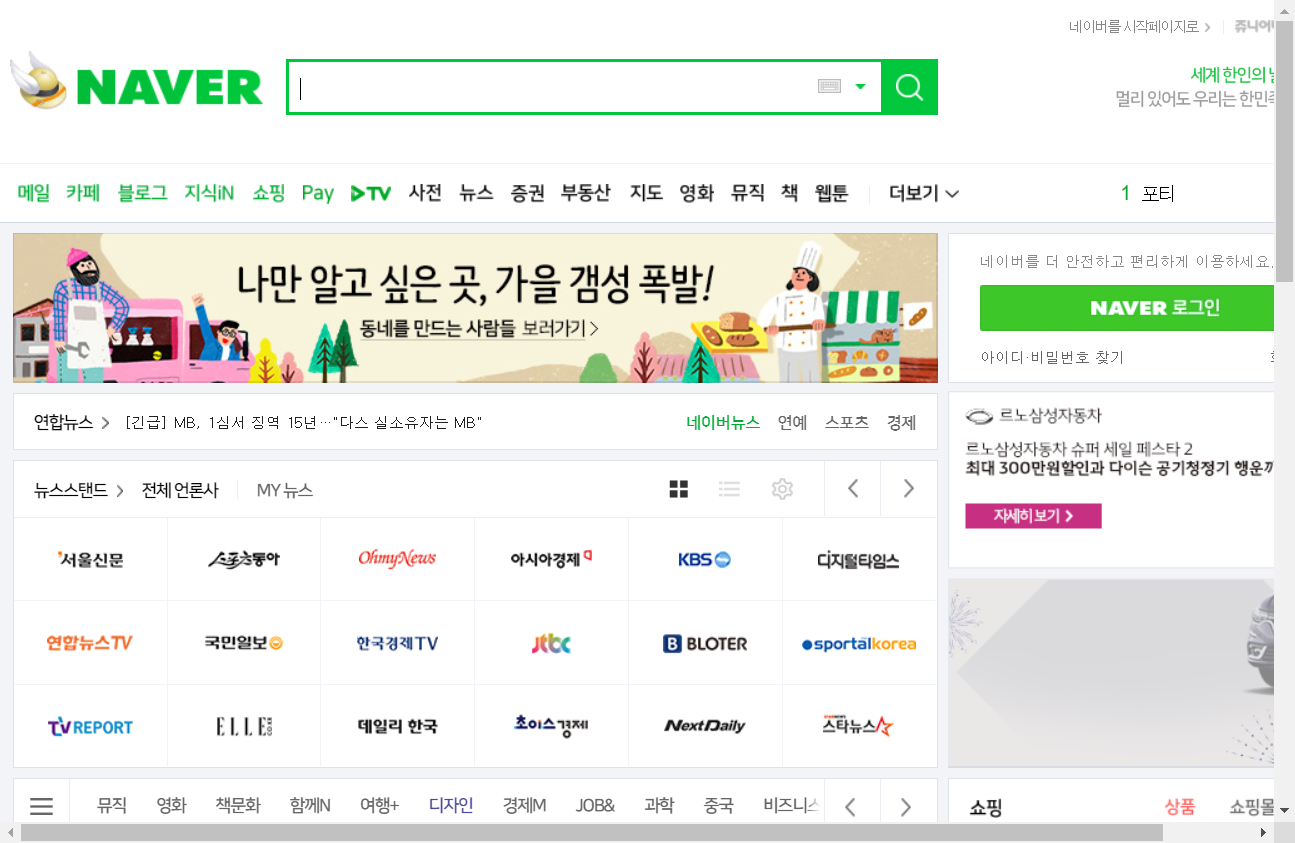 네이버를 시작페이지로
NAVER
세계 한인의
멀리 있어도 우리는 한민족
메일 카페 블로그 지식iN 쇼핑 Pay TV 사전 뉴스 증권 부동산 지도 영화 뮤직 책 웹툰 더보기
1 포티
나만 알고 싶은 곳, 가을 갬성 폭발!
동네를 만드는 사람들 보러가기
네이버를 더 안전하고 편리하게 이용하세요.
NAVER 로그인
아이디·비밀번호 찾기
연합뉴스 [긴급] MB, 1심서 징역 15년…"다스 실소유자는 MB" 네이버뉴스 연예 스포츠 경제
르노삼성자동차
르노삼성자동차 슈퍼 세일 페스타 2
최대 300만원할인과 다이슨 공기청정기 행운까
자세히 보기
뉴스스탠드 전체 언론사 MY 뉴스
서울신문 스포츠동아 OhmyNews 아시아경제 KBS 디지털타임스
연합뉴스TV 국민일보 한국경제TV jtbc BLOTER sportalkorea
TVREPORT ELLE 데일리 한국 초이스경제 NextDaily 스타뉴스
뮤직 영화 책문화 함께N 여행+ 디자인 경제M JOB& 과학 중국 비즈니스
쇼핑 상품 쇼핑몰